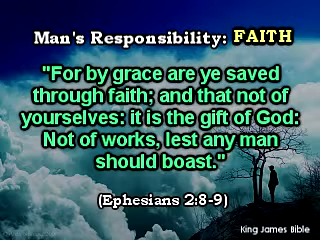 Man's Responsibility: FAITH
"For by grace are ye saved
through faith; and that not of
yourselves: it is the gift of God:
Not of works, lest any man
should boast."
(Ephesians 2:8-9)
King James Bible